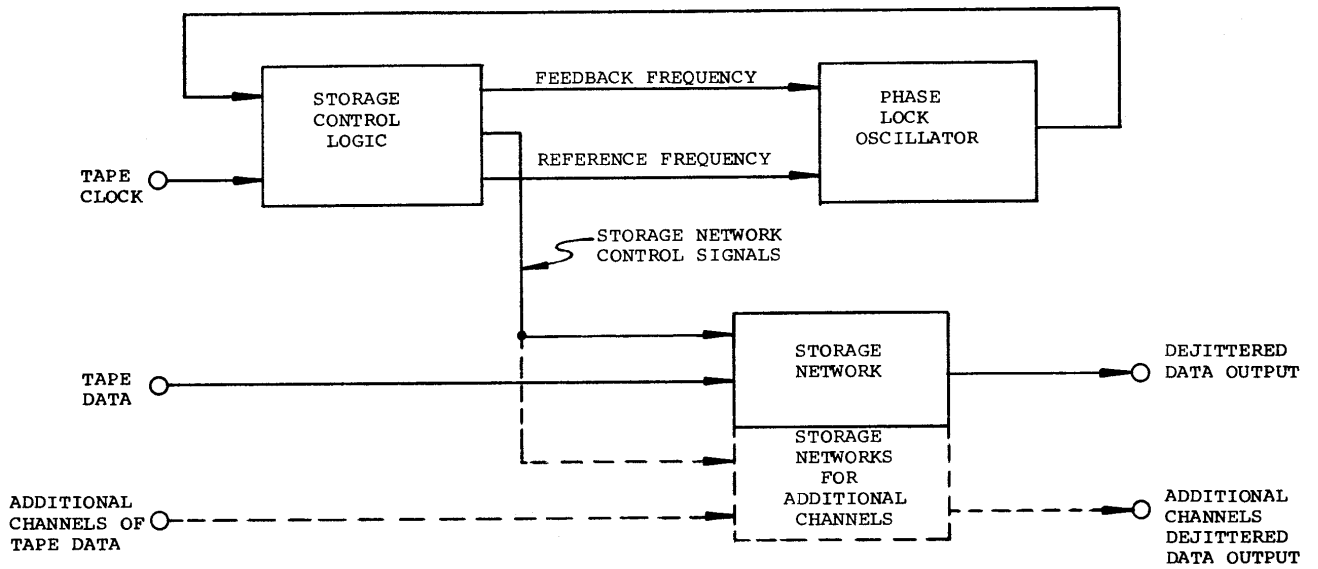 STORAGE
CONTROL
LOGIC
FEEDBACK FREQUENCY
REFERENCE FREQUENCY
PHASE
LOCK
OSCILLATOR
TAPE
CLOCK
STORAGE NETWORK
CONTROL SIGNALS
TAPE
DATA
STORAGE
NETWORK
DEJITTERED
DATA OUTPUT
STORAGE
NETWORKS
FOR
ADDITIONAL
CHANNELS
ADDITIONAL
CHANNELS OF
TAPE DATA
ADDITIONAL
CHANNELS
DEJITTERED
DATA OUTPUT